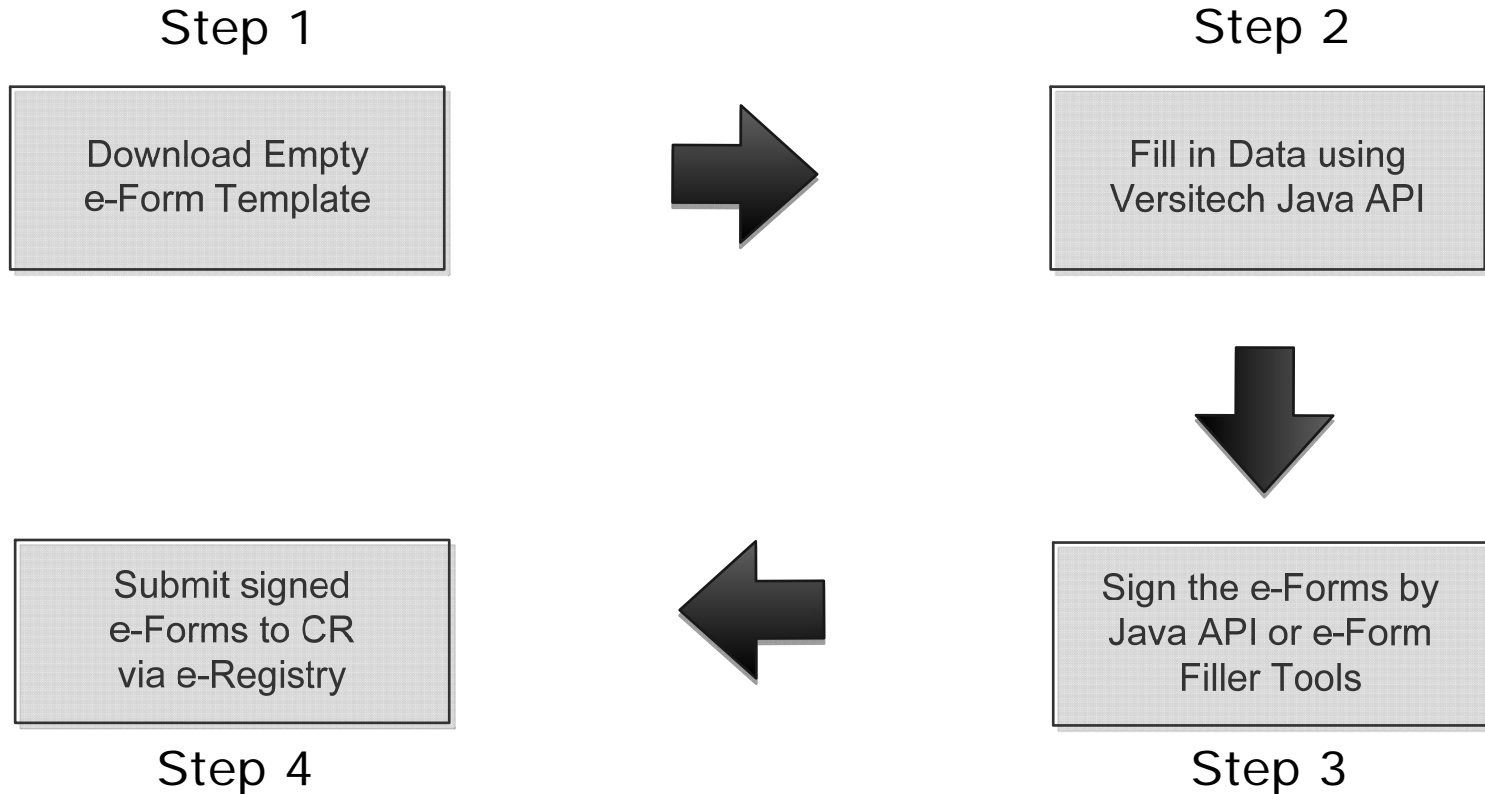 Step 1
Download Empty
e-Form Template
Step 2
Fill in Data using
Versitech Java API
Step 3
Sign the e-Forms by
Java API or e-Form
Filler Tools
Step 4
Submit signed
e-Forms to CR
via e-Registry